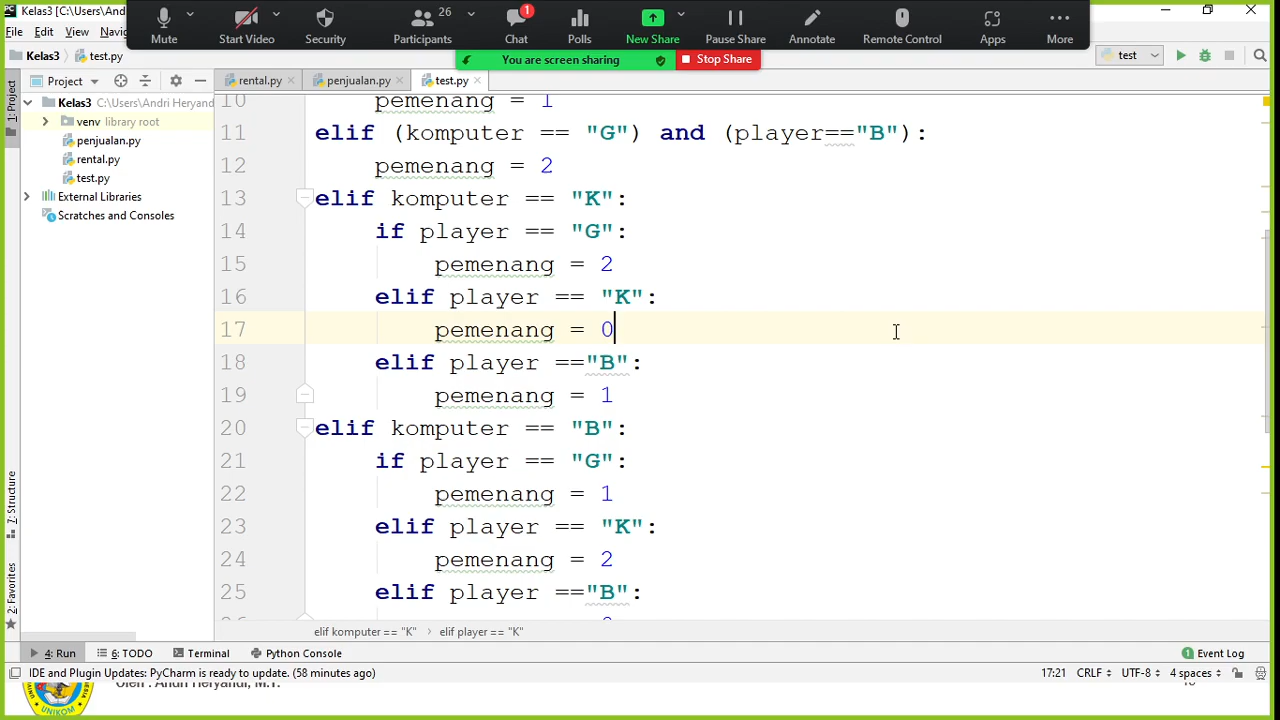 Kelas3
File Edit View Navig
Mute
Start Video
Security
26
Participants
1
Chat
Polls
New Share
Pause Share
Annotate
Remote Control
Apps
More
You are screen sharing
Stop Share
Kelas3 test.py
test
Project
rental.py
penjualan.py
test.py
1: Project
Kelas3 C:\Users\Andri Heryand
venv library root
penjualan.py
rental.py
test.py
External Libraries
Scratches and Consoles
10 pemenang = 1
11 elif (komputer == "G") and (player=="B"):
12 pemenang = 2
13 elif komputer == "K":
14 if player == "G":
15 pemenang = 2
16 elif player == "K":
17 pemenang = 0
18 elif player =="B":
19 pemenang = 1
20 elif komputer == "B":
21 if player == "G":
22 pemenang = 1
23 elif player == "K":
24 pemenang = 2
25 elif player =="B":
7: Structure
2: Favorites
elif komputer == "K" › elif player == "K"
4: Run 6: TODO Terminal Python Console
1 Event Log
IDE and Plugin Updates: PyCharm is ready to update. (58 minutes ago)
17:21 CRLF UTF-8 4 spaces
Oleh : Andri Heryandi, M.T.
UNIKOM